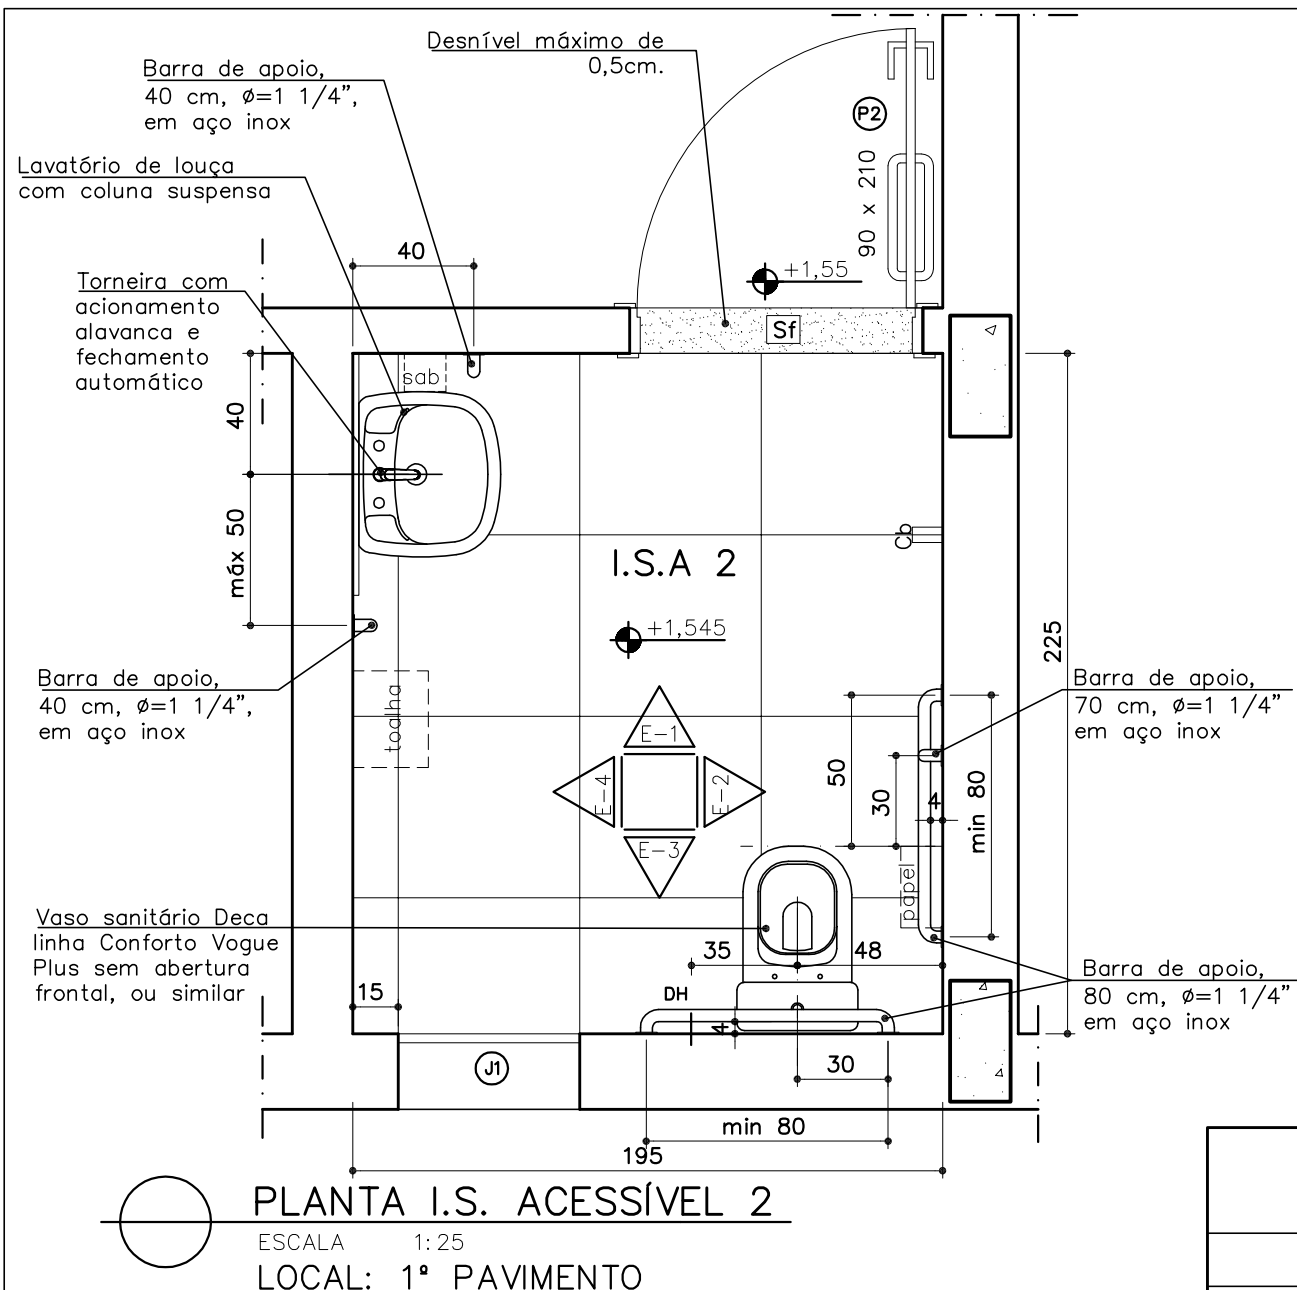 Desnível máximo de
0,5cm.
Barra de apoio,
40 cm, ø=1 1/4",
em aço inox
Lavatório de louça
com coluna suspensa
Torneira com
acionamento
alavanca e
fechamento
automático
P2
90 x 210
40
+1,55
Sf
sab
40
máx 50
I.S.A 2
Cb
+1,545
225
Barra de apoio,
40 cm, ø=1 1/4",
em aço inox
toalha
Barra de apoio,
70 cm, ø=1 1/4"
em aço inox
E-1
E-4
E-2
E-3
50
30
4
min 80
papel
Vaso sanitário Deca
linha Conforto Vogue
Plus sem abertura
frontal, ou similar
35
48
15
DH
4
Barra de apoio,
80 cm, ø=1 1/4"
em aço inox
J1
30
min 80
195
PLANTA I.S. ACESSÍVEL 2
ESCALA 1:25
LOCAL: 1ª PAVIMENTO